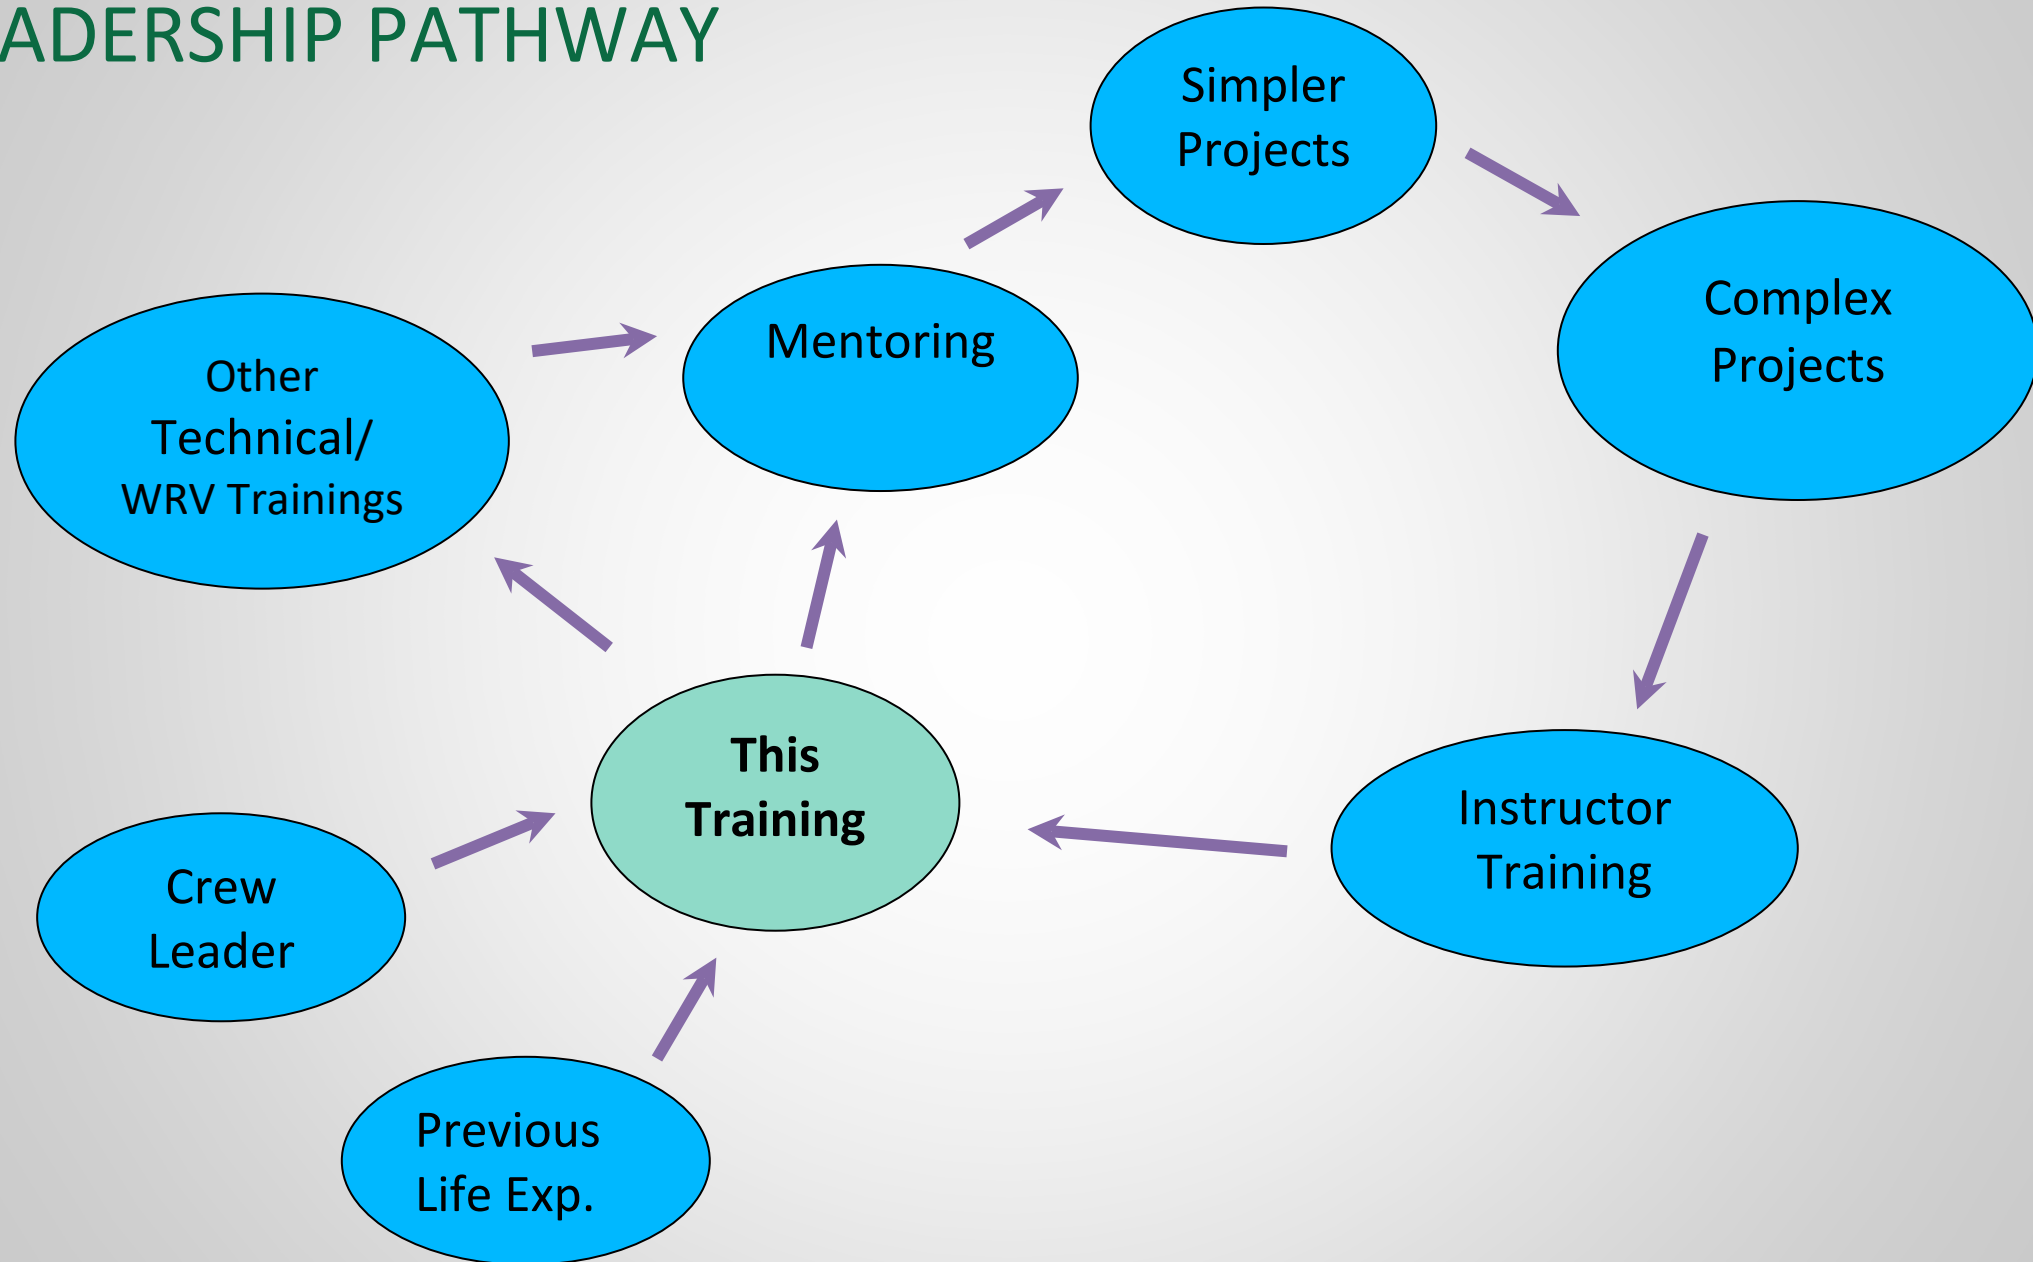 ADERSHIP PATHWAY
Simpler
Projects
Complex
Projects
Mentoring
Other
Technical/
WRV Trainings
This
Training
Instructor
Training
Crew
Leader
Previous
Life Exp.